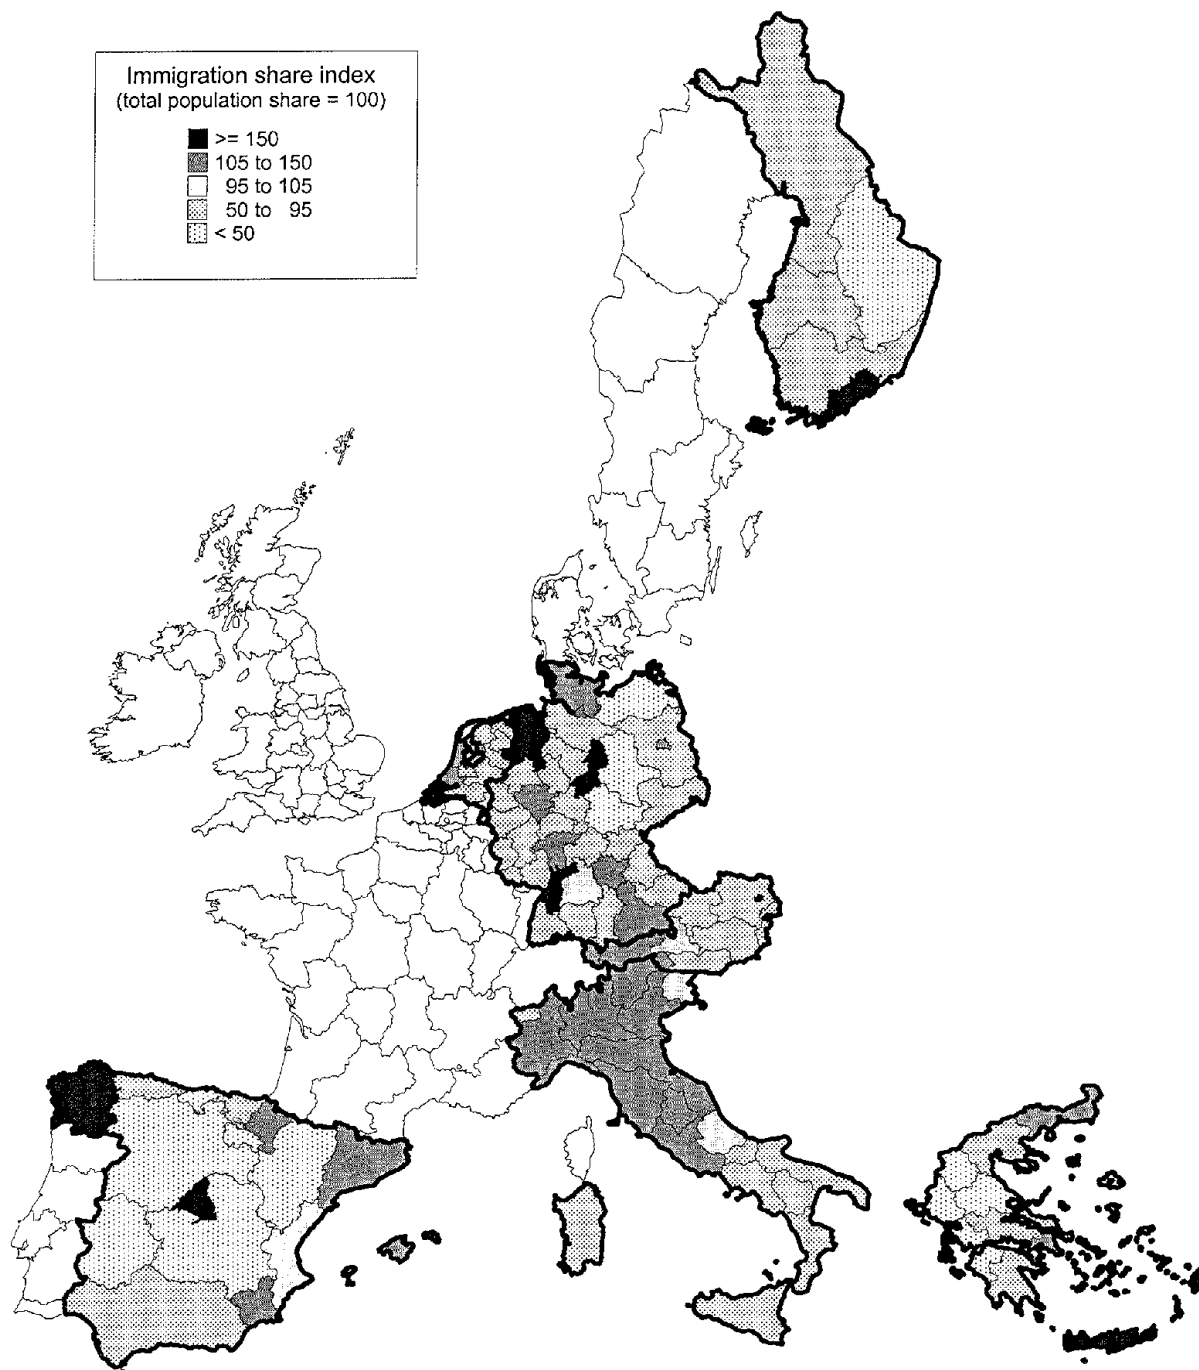 Immigration share index
(total population share = 100)
>= 150
105 to 150
95 to 105
50 to 95
< 50